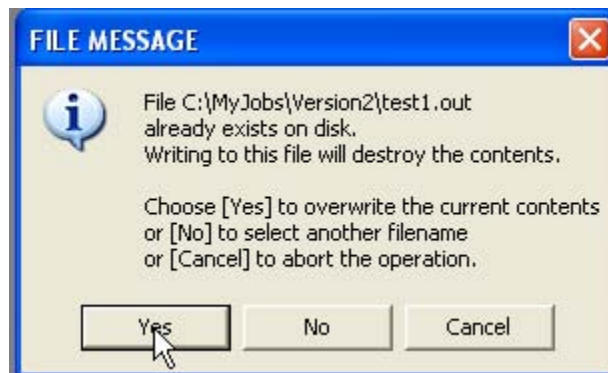 FILE MESSAGE
File C:\MyJobs\Version2\test1.out
already exists on disk.
Writing to this file will destroy the contents.
Choose [Yes] to overwrite the current contents
or [No] to select another filename
or [Cancel] to abort the operation.
Yes No Cancel